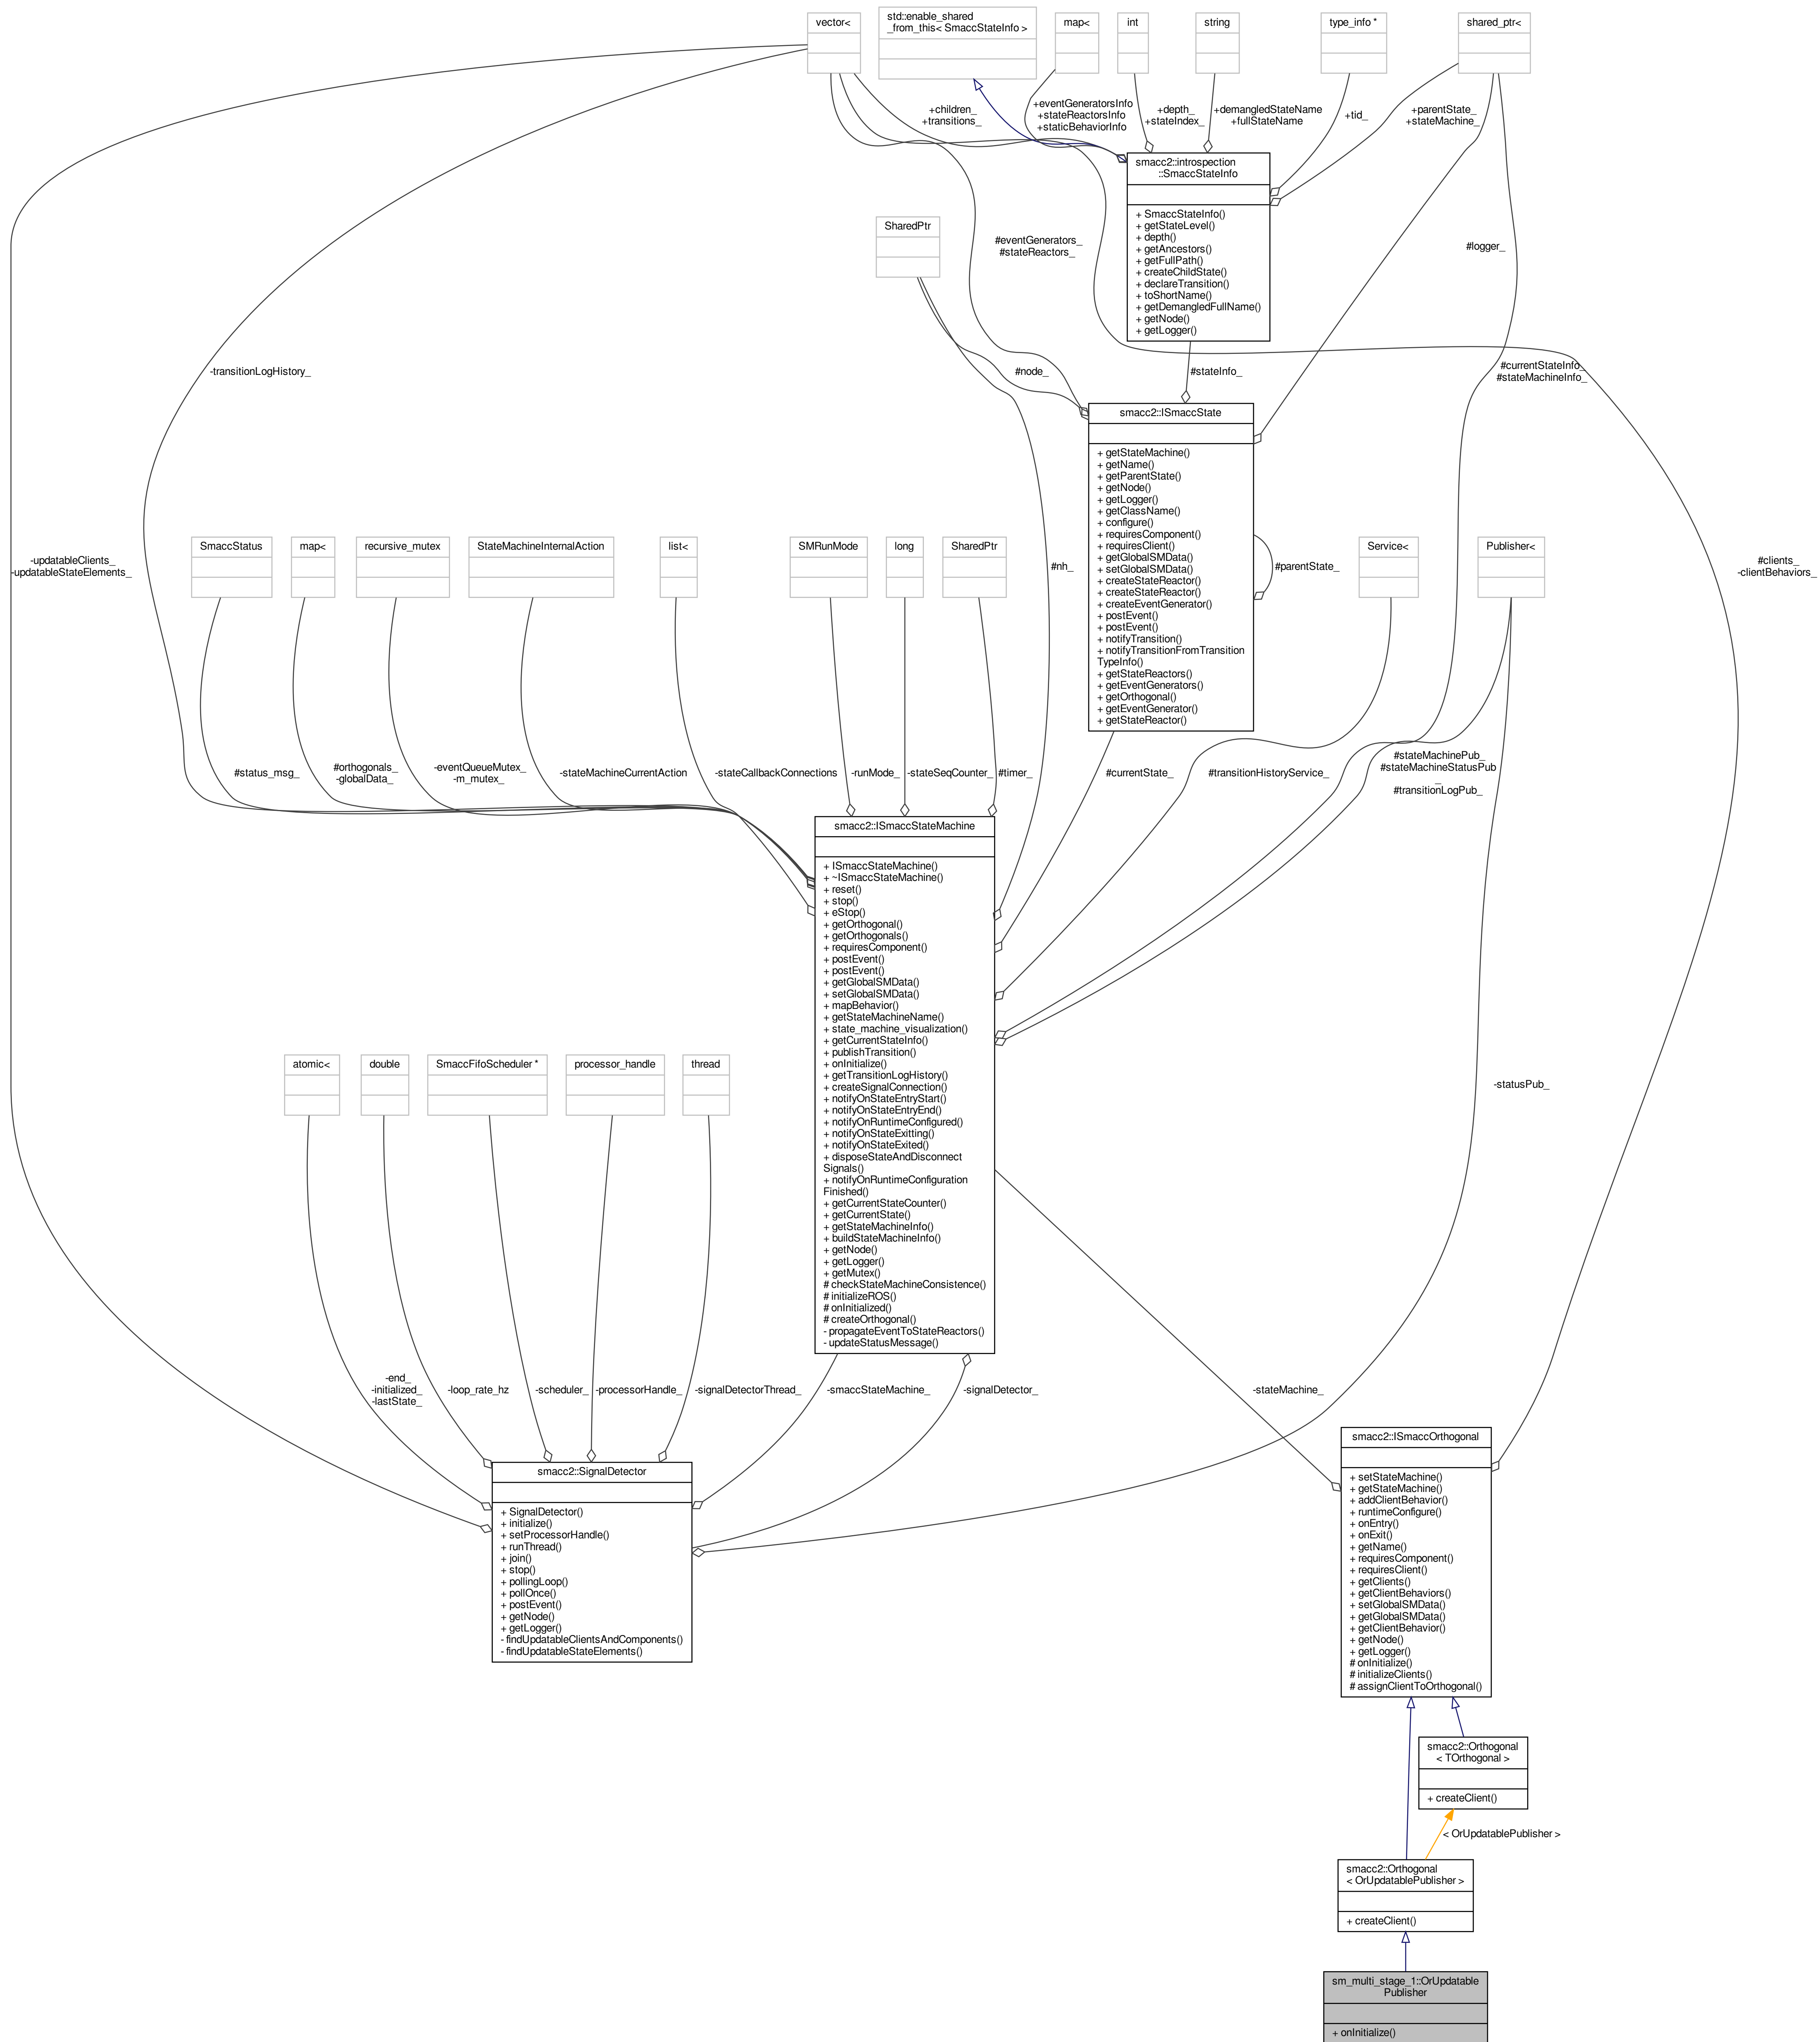 vector<
std::enable_shared
_from_this< SmaccStateInfo >
map<
int
string
type_info *
shared_ptr<
+children_
+transitions_
+eventGeneratorsInfo
+stateReactorsInfo
+staticBehaviorInfo
+depth_
+stateIndex_
+demangledStateName
+fullStateName
+tid_
+parentState_
+stateMachine_
smacc2::introspection
::SmaccStateInfo
+ SmaccStateInfo()
+ getStateLevel()
+ depth()
+ getAncestors()
+ getFullPath()
+ createChildState()
+ declareTransition()
+ toShortName()
+ getDemangledFullName()
+ getNode()
+ getLogger()
SharedPtr
#eventGenerators_
#stateReactors_
#logger_
-transitionLogHistory_
#node_
#stateInfo_
#currentStateInfo_
#stateMachineInfo_
smacc2::ISmaccState
+ getStateMachine()
+ getName()
+ getParentState()
+ getNode()
+ getLogger()
+ getClassName()
+ configure()
+ requiresComponent()
+ requiresClient()
+ getGlobalSMData()
+ setGlobalSMData()
+ createStateReactor()
+ createStateReactor()
+ createEventGenerator()
+ postEvent()
+ postEvent()
+ notifyTransition()
+ notifyTransitionFromTransition
TypeInfo()
+ getStateReactors()
+ getEventGenerators()
+ getOrthogonal()
+ getEventGenerator()
+ getStateReactor()
-updatableClients_
-updatableStateElements_
SmaccStatus
map<
recursive_mutex
StateMachineInternalAction
list<
SMRunMode
long
SharedPtr
#nh_
#parentState_
Service<
Publisher<
#clients_
-clientBehaviors_
#status_msg_
#orthogonals_
-globalData_
-eventQueueMutex_
-m_mutex_
-stateMachineCurrentAction
-stateCallbackConnections
-runMode_
-stateSeqCounter_
#timer_
#currentState_
#transitionHistoryService_
#stateMachinePub_
#stateMachineStatusPub
_
#transitionLogPub_
smacc2::ISmaccStateMachine
+ ISmaccStateMachine()
+ ~ISmaccStateMachine()
+ reset()
+ stop()
+ eStop()
+ getOrthogonal()
+ getOrthogonals()
+ requiresComponent()
+ postEvent()
+ postEvent()
+ getGlobalSMData()
+ setGlobalSMData()
+ mapBehavior()
+ getStateMachineName()
+ state_machine_visualization()
+ getCurrentStateInfo()
+ publishTransition()
+ onInitialize()
+ getTransitionLogHistory()
+ createSignalConnection()
+ notifyOnStateEntryStart()
+ notifyOnStateEntryEnd()
+ notifyOnRuntimeConfigured()
+ notifyOnStateExitting()
+ notifyOnStateExited()
+ disposeStateAndDisconnect
Signals()
+ notifyOnRuntimeConfiguration
Finished()
+ getCurrentStateCounter()
+ getCurrentState()
+ getStateMachineInfo()
+ buildStateMachineInfo()
+ getNode()
+ getLogger()
+ getMutex()
# checkStateMachineConsistence()
# initializeROS()
# onInitialized()
# createOrthogonal()
- propagateEventToStateReactors()
- updateStatusMessage()
atomic<
double
SmaccFifoScheduler *
processor_handle
thread
-statusPub_
-end_
-initialized_
-lastState_
-loop_rate_hz
-scheduler_
-processorHandle_
-signalDetectorThread_
-smaccStateMachine_
-signalDetector_
-stateMachine_
smacc2::SignalDetector
+ SignalDetector()
+ initialize()
+ setProcessorHandle()
+ runThread()
+ join()
+ stop()
+ pollingLoop()
+ pollOnce()
+ postEvent()
+ getNode()
+ getLogger()
- findUpdatableClientsAndComponents()
- findUpdatableStateElements()
smacc2::ISmaccOrthogonal
+ setStateMachine()
+ getStateMachine()
+ addClientBehavior()
+ runtimeConfigure()
+ onEntry()
+ onExit()
+ getName()
+ requiresComponent()
+ requiresClient()
+ getClients()
+ getClientBehaviors()
+ setGlobalSMData()
+ getGlobalSMData()
+ getClientBehavior()
+ getNode()
+ getLogger()
# onInitialize()
# initializeClients()
# assignClientToOrthogonal()
smacc2::Orthogonal
< TOrthogonal >
+ createClient()
< OrUpdatablePublisher >
smacc2::Orthogonal
< OrUpdatablePublisher >
+ createClient()
sm_multi_stage_1::OrUpdatable
Publisher
+ onInitialize()